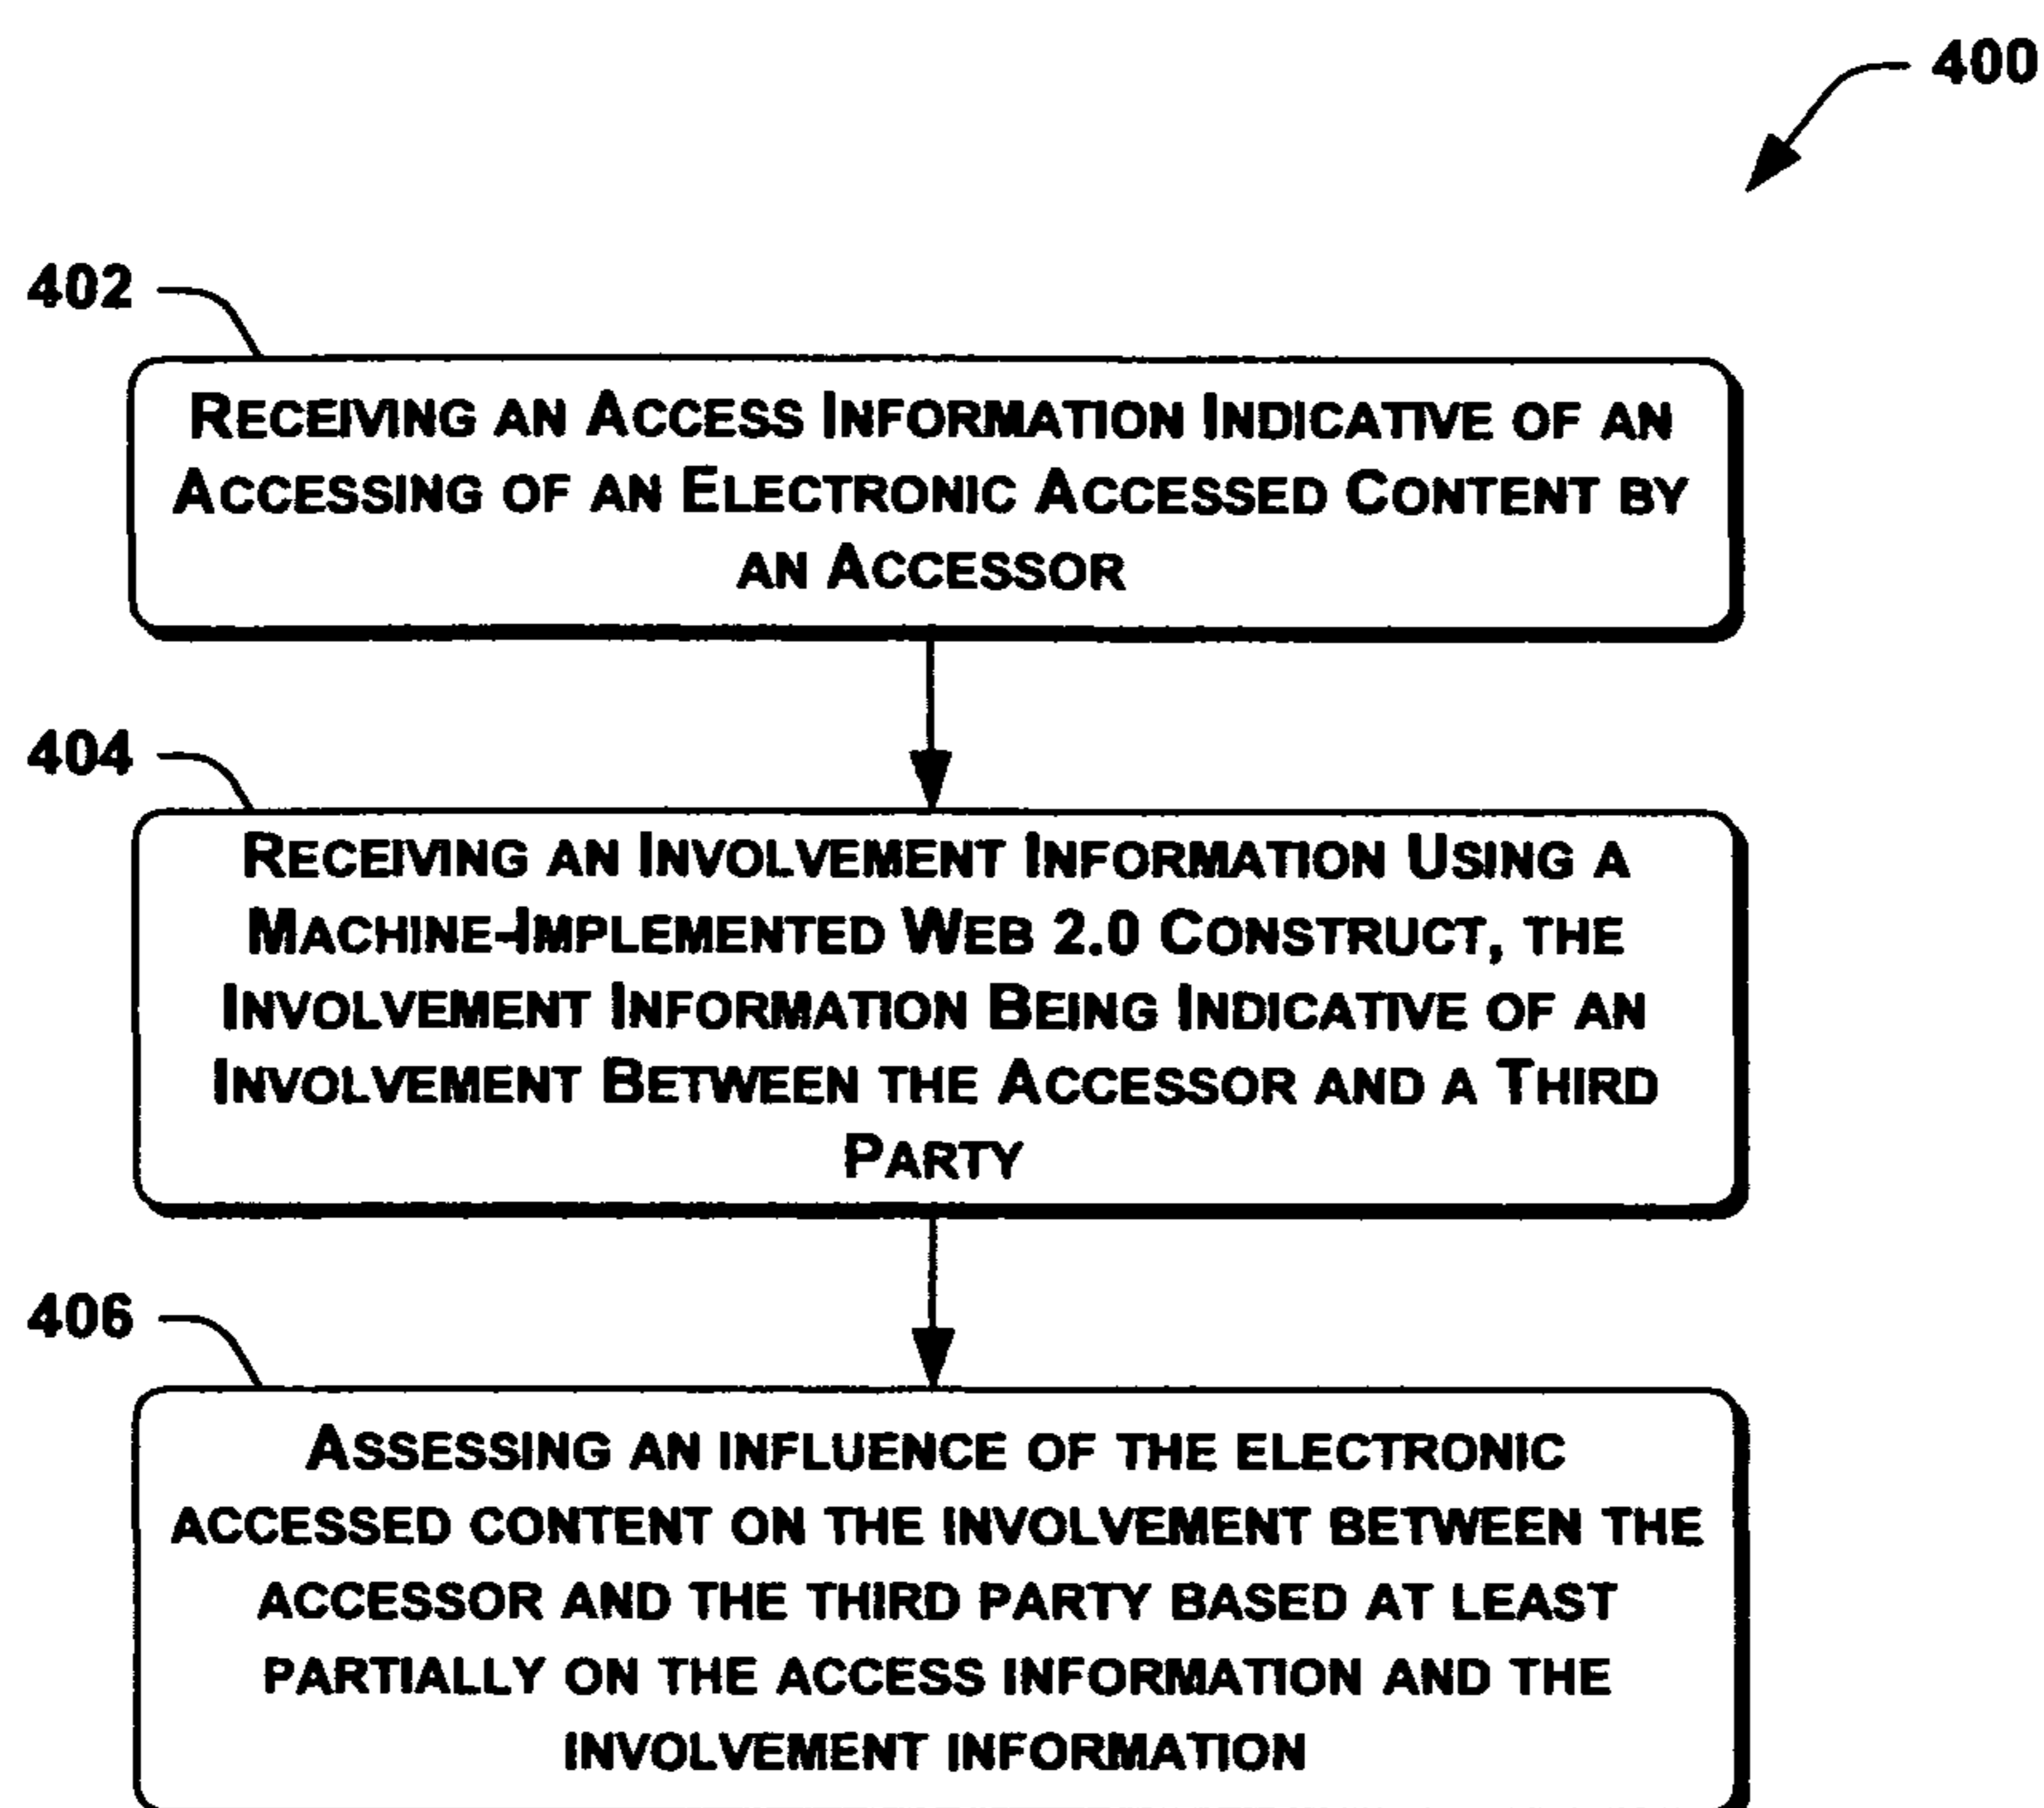 400
402
RECEIVING AN ACCESS INFORMATION INDICATIVE OF AN
ACCESSING OF AN ELECTRONIC ACCESSED CONTENT BY
AN ACCESSOR
404
RECEIVING AN INVOLVEMENT INFORMATION USING A
MACHINE-IMPLEMENTED WEB 2.0 CONSTRUCT, THE
INVOLVEMENT INFORMATION BEING INDICATIVE OF AN
INVOLVEMENT BETWEEN THE ACCESSOR AND A THIRD
PARTY
406
ASSESSING AN INFLUENCE OF THE ELECTRONIC
ACCESSED CONTENT ON THE INVOLVEMENT BETWEEN THE
ACCESSOR AND THE THIRD PARTY BASED AT LEAST
PARTIALLY ON THE ACCESS INFORMATION AND THE
INVOLVEMENT INFORMATION